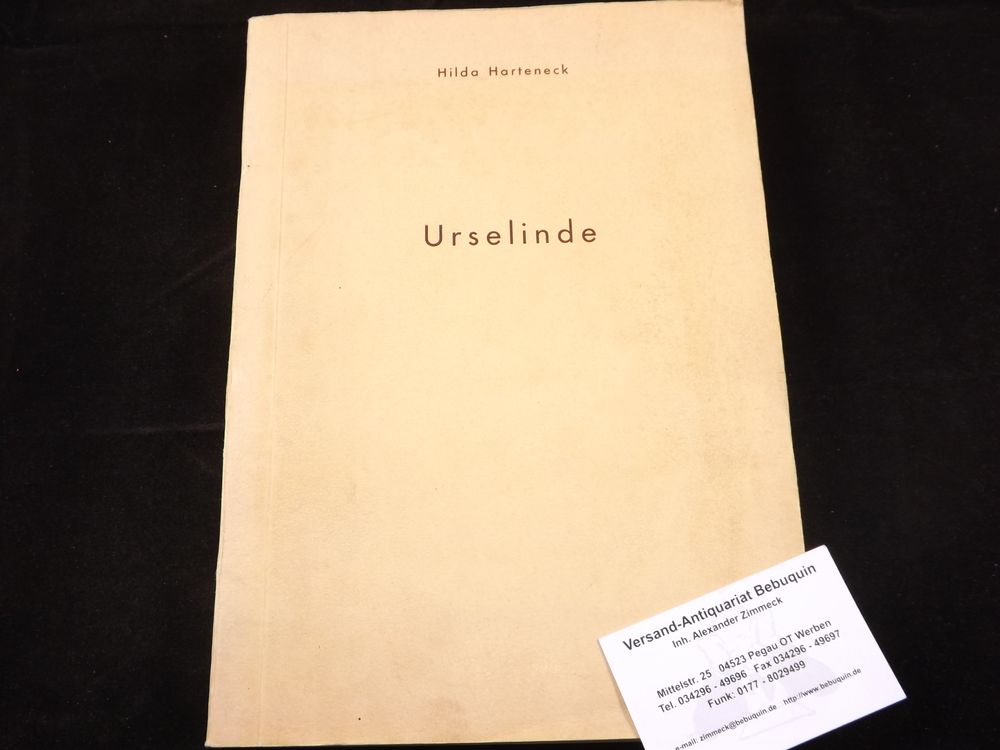 Hilda Harteneck
Urselinde
Versand-Antiquariat Bebuquin
Inh. Alexander Zimmeck
Mittelstr. 25 04523 Pegau OT Werben
Tel. 034296 - 49696 Fax 034296 - 49697
Funk: 0177 - 8029499
e-mail: zimmeck@bebuquin.de http://www.bebuquin.de